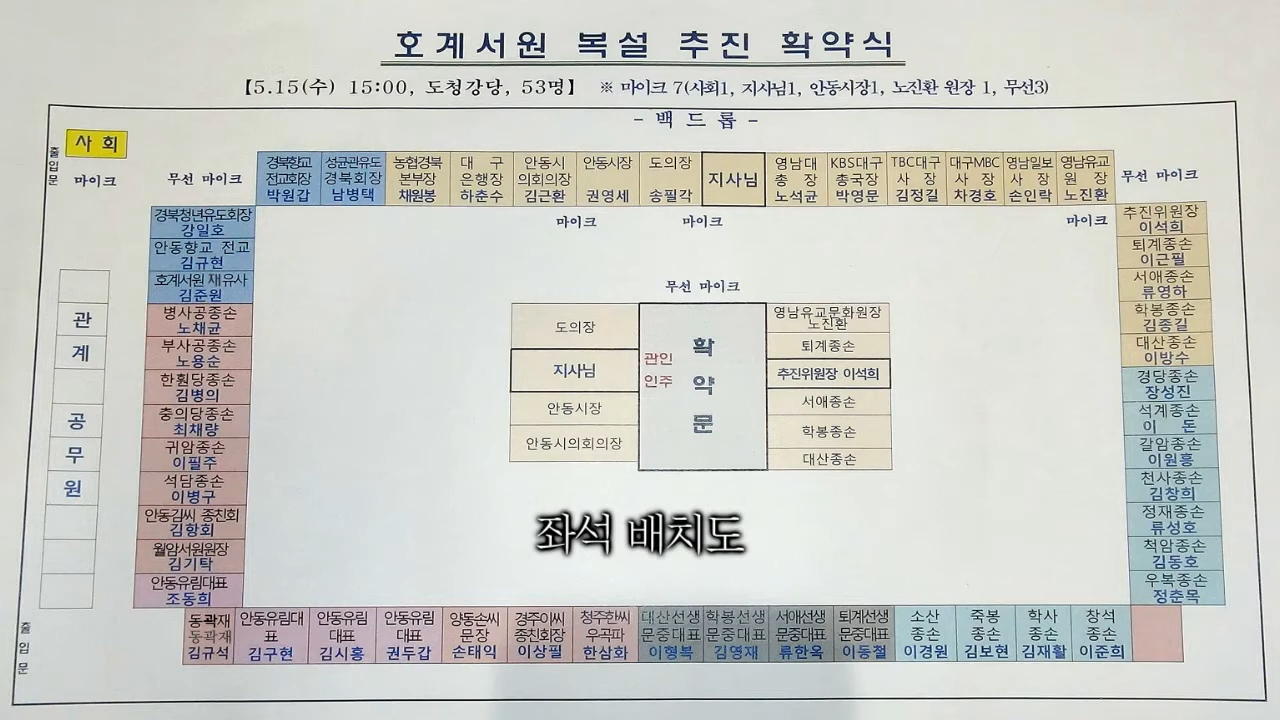 호계서원 복설 추진 확약식
【5.15(수) 15:00, 도청강당, 53명】 ※ 마이크 7(사회1, 지사님1, 안동시장1, 노진환 원장 1, 무선3)
- 백 드 롭 -
출입문
사 회
마이크
무선 마이크
경북향교
전교회장
박원갑
성균관유도
경북회장
남병택
농협경북
본부장
채원봉
대 구
은행장
하춘수
안동시
의회의장
김근환
안동시장
권영세
도의장
송필각
지사님
영남대
총 장
노석균
KBS대구
총국장
박영문
TBC대구
사 장
김정길
대구MBC
사 장
차경호
영남일보
사 장
손인락
영남유교
원 장
노진환
무선 마이크
마이크
마이크
마이크
경북청년유도회장
강일호
안동향교 전교
김규현
호계서원 재유사
김준원
병사공종손
노채균
부사공종손
노용순
한훤당종손
김병의
충의당종손
최채량
귀암종손
이필주
석담종손
이병구
안동김씨 종친회
김항회
월암서원원장
김기탁
안동유림대표
조동희
관
계
공
무
원
무선 마이크
도의장
지사님
안동시장
안동시의회의장
관인
인주
확
약
문
영남유교문화원장
노진환
퇴계종손
추진위원장 이석희
서애종손
학봉종손
대산종손
추진위원장
이석희
퇴계종손
이근필
서애종손
류영하
학봉종손
김종길
대산종손
이방수
경당종손
장성진
석계종손
이 돈
갈암종손
이원흥
천사종손
김창희
정재종손
류성호
척암종손
김동호
우복종손
정춘목
좌석 배치도
출입문
동곽재
동곽재
김규석
안동유림대
표
김구현
안동유림
대표
김시흥
안동유림
대표
권두갑
양동손씨
문장
손태익
경주이씨
종친회장
이상필
청주한씨
우곡파
한삼화
대산선생
문중대표
이형복
학봉선생
문중대표
김영재
서애선생
문중대표
류한욱
퇴계선생
문중대표
이동철
소산
종손
이경원
죽봉
종손
김보현
학사
종손
김재활
창석
종손
이준희